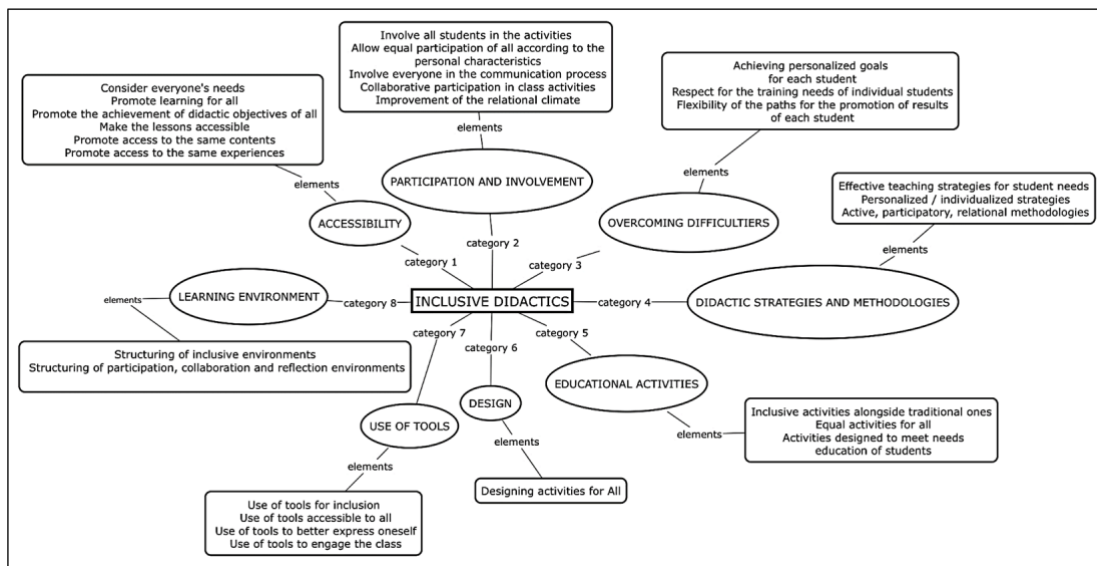 Involve all students in the activities
Allow equal participation of all according to the
personal characteristics
Involve everyone in the communication process
Collaborative participation in class activities
Improvement of the relational climate
Achieving personalized goals
for each student
Respect for the training needs of individual students
Flexibility of the paths for the promotion of results
of each student
Consider everyone's needs
Promote learning for all
Promote the achievement of didactic objectives of all
Make the lessons accessible
Promote access to the same contents
Promote access to the same experiences
elements
elements
elements
PARTICIPATION AND INVOLVEMENT
Effective teaching strategies for student needs
Personalized / individualized strategies
Active, participatory, relational methodologies
ACCESSIBILITY
OVERCOMING DIFFICULTIERS
elements
category 1
category 2
category 3
LEARNING ENVIRONMENT
elements
category 8
INCLUSIVE DIDACTICS
category 4
DIDACTIC STRATEGIES AND METHODOLOGIES
category 7
category 6
category 5
Structuring of inclusive environments
Structuring of participation, collaboration and reflection environments
EDUCATIONAL ACTIVITIES
DESIGN
USE OF TOOLS
elements
elements
elements
Inclusive activities alongside traditional ones
Equal activities for all
Activities designed to meet needs
education of students
Designing activities for All
Use of tools for inclusion
Use of tools accessible to all
Use of tools to better express oneself
Use of tools to engage the class